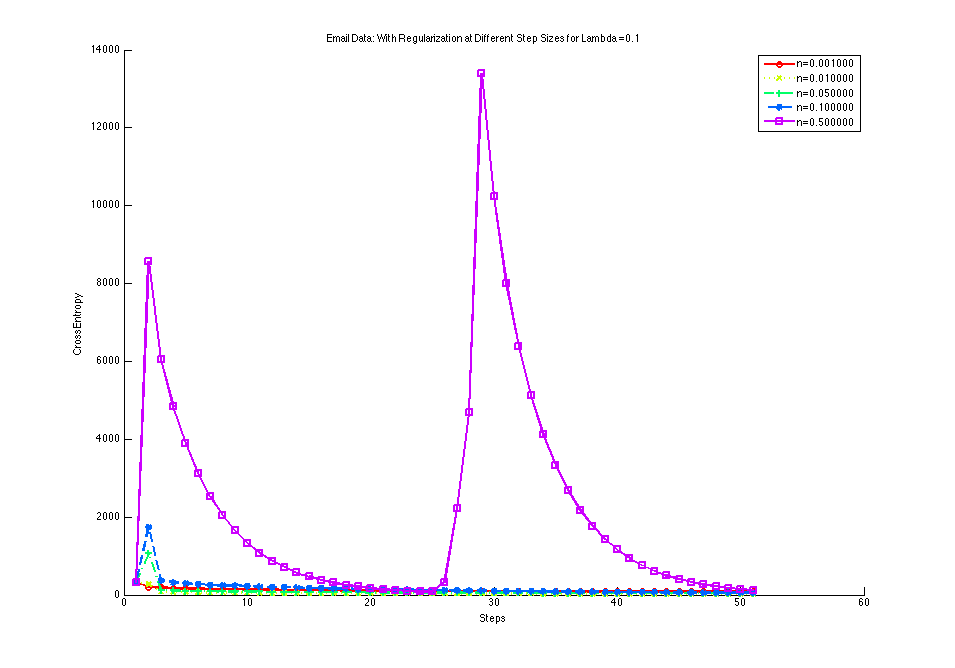 Email Data: With Regularization at Different Step Sizes for Lambda=0.1
14000
12000
10000
8000
6000
4000
2000
0
CrossEntropy
n=0.001000
n=0.010000
n=0.050000
n=0.100000
n=0.500000
0 10 20 30 40 50 60
Steps